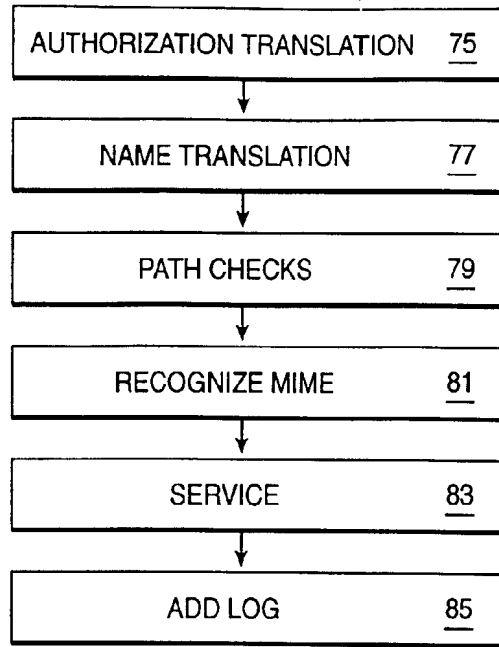 AUTHORIZATION TRANSLATION 75
NAME TRANSLATION 77
PATH CHECKS 79
RECOGNIZE MIME 81
SERVICE 83
ADD LOG 85